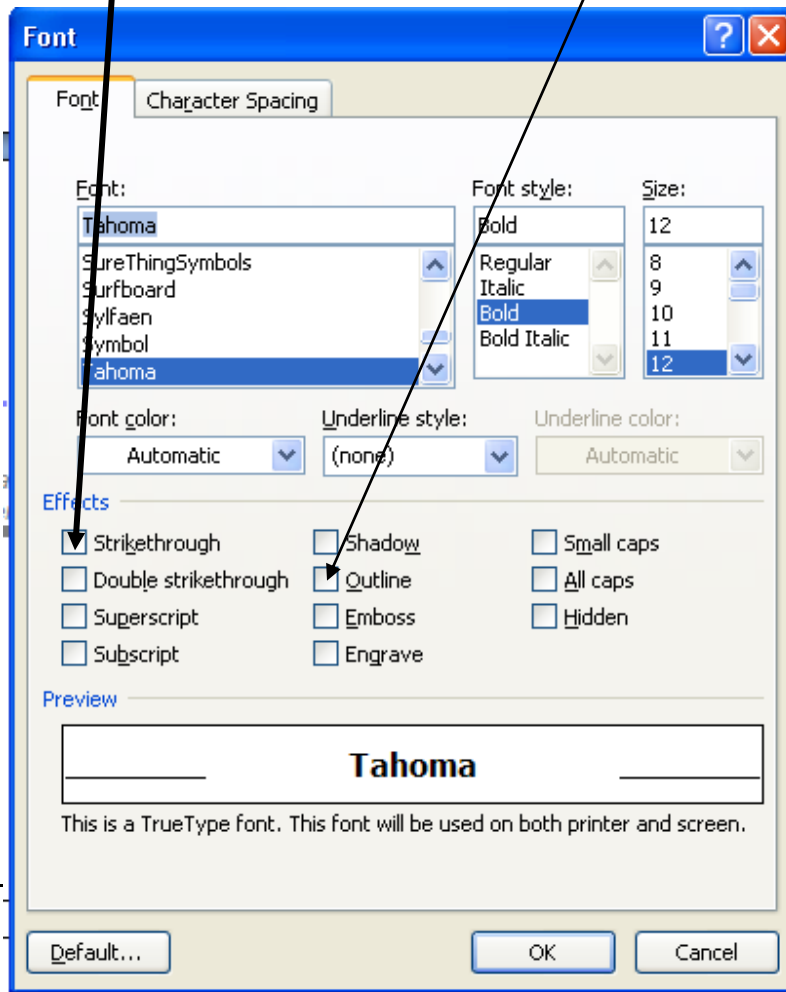 Font
Font Character Spacing
Font: Font style: Size:
Tahoma Bold 12
SureThingSymbols Regular 8
Surfboard Italic 9
Sylfaen Bold 10
Symbol Bold Italic 11
Tahoma 12
Font color: Underline style: Underline color:
Automatic (none) Automatic
Effects
Strikethrough Shadow Small caps
Double strikethrough Outline All caps
Superscript Emboss Hidden
Subscript Engrave
Preview
Tahoma
This is a TrueType font. This font will be used on both printer and screen.
Default... OK Cancel